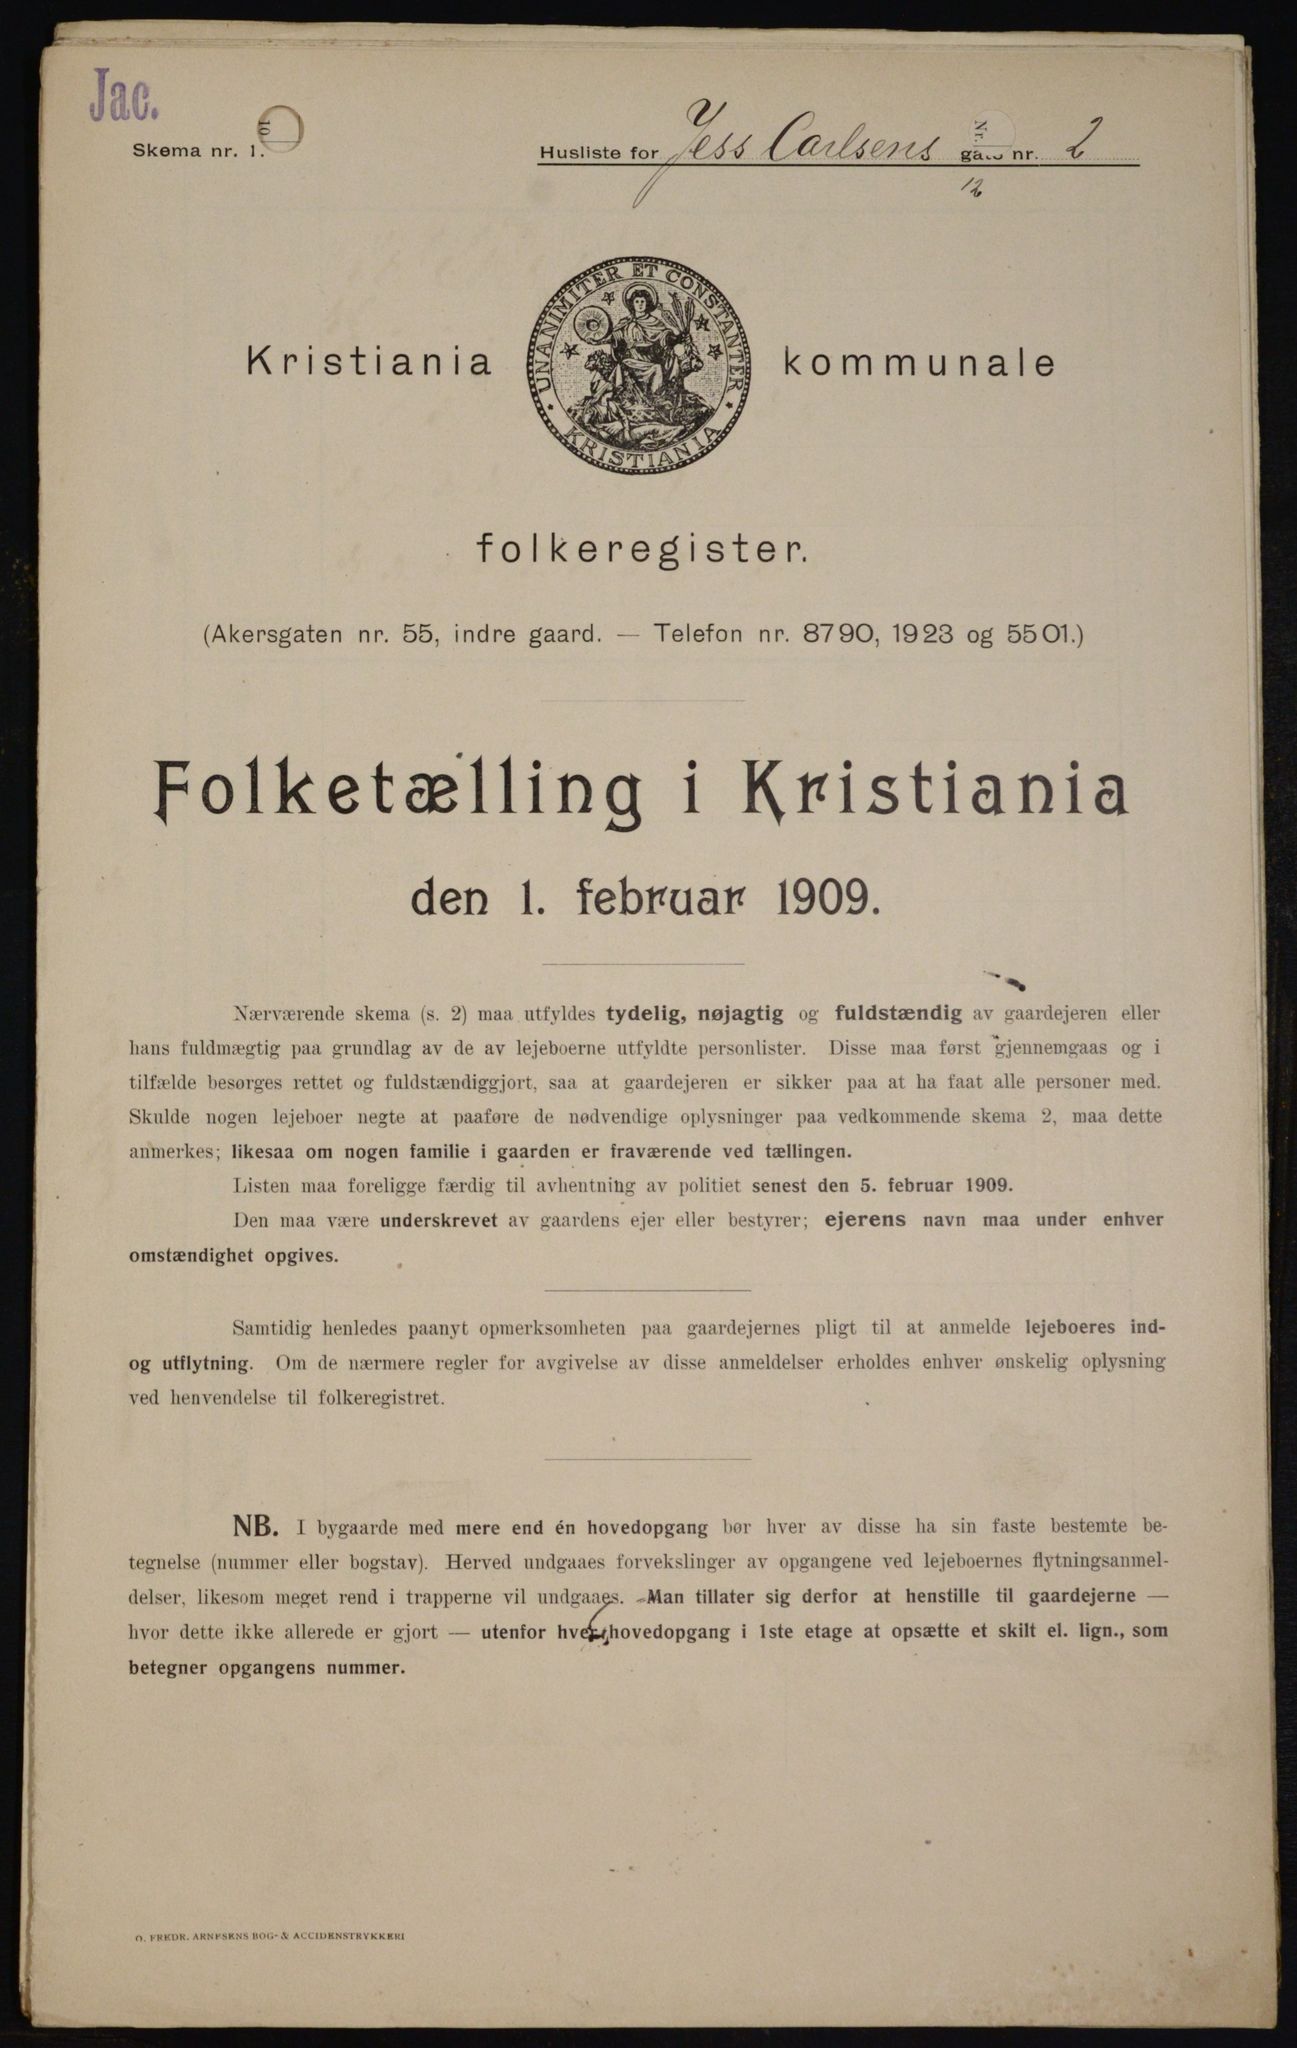 Jac.
Skema nr. 1.
Husliste for Jess Carlsens gate nr. 2
12
UNANIMITER ET CONSTANTER
KRISTIANIA
Kristiania kommunale
folkeregister.
(Akersgaten nr. 55, indre gaard. — Telefon nr. 8790, 1923 og 5501.)
Folketælling i Kristiania
den 1. februar 1909.
Nærværende skema (s. 2) maa utfyldes tydelig, nøjagtig og fuldstændig av gaardejeren eller
hans fuldmægtig paa grundlag av de av lejeboerne utfyldte personlister. Disse maa først gjennemgaas og i
tilfælde besørges rettet og fuldstændiggjort, saa at gaardejeren er sikker paa at ha faat alle personer med.
Skulde nogen lejeboer negte at paaføre de nødvendige oplysninger paa vedkommende skema 2, maa dette
anmerkes; likesaa om nogen familie i gaarden er fraværende ved tællingen.
Listen maa foreligge færdig til avhentning av politiet senest den 5. februar 1909.
Den maa være underskrevet av gaardens ejer eller bestyrer; ejerens navn maa under enhver
omstændighet opgives.
Samtidig henledes paanyt opmerksomheten paa gaardejernes pligt til at anmelde lejeboeres ind-
og utflytning. Om de nærmere regler for avgivelse av disse anmeldelser erholdes enhver ønskelig oplysning
ved henvendelse til folkeregistret.
NB. I bygaarde med mere end én hovedopgang bør hver av disse ha sin faste bestemte be-
tegnelse (nummer eller bogstav). Herved undgaaes forvekslinger av opgangene ved lejeboernes flytningsanmel-
delser, likesom meget rend i trapperne vil undgaaes. Man tillater sig derfor at henstille til gaardejerne —
hvor dette ikke allerede er gjort — utenfor hver hovedopgang i 1ste etage at opsætte et skilt el. lign., som
betegner opgangens nummer.
O. FREDR. ARNESENS BOG- & ACCIDENSTRYKKERI